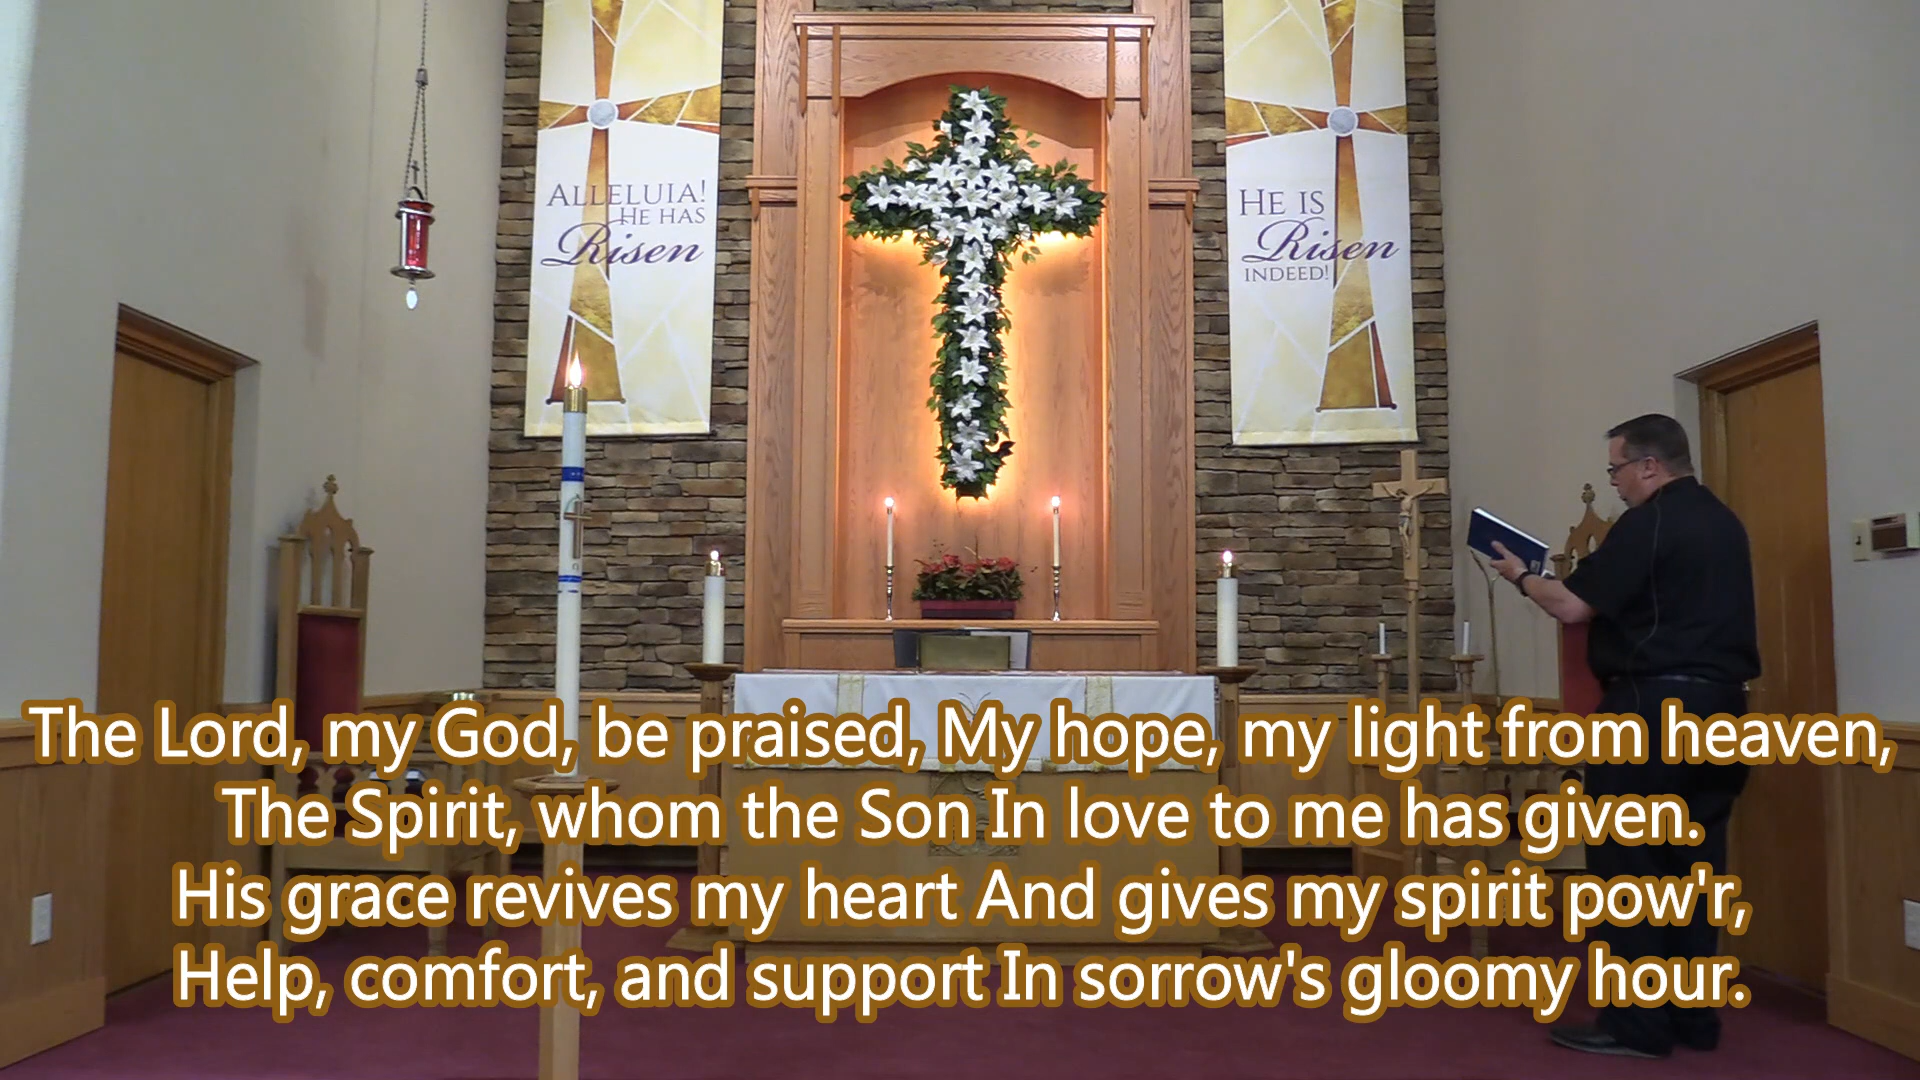 ALLELUIA!
HE HAS
Risen
HE IS
Risen
INDEED!
The Lord, my God, be praised, My hope, my light from heaven,
The Spirit, whom the Son In love to me has given.
His grace revives my heart And gives my spirit pow'r,
Help, comfort, and support In sorrow's gloomy hour.